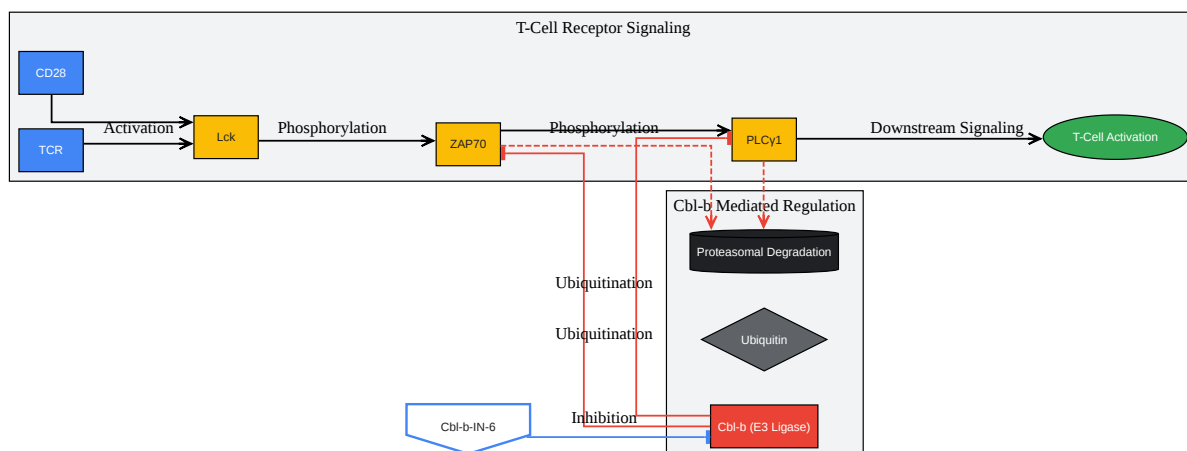 T-Cell Receptor Signaling
CD28
TCR
Activation
Lck
Phosphorylation
ZAP70
Phosphorylation
PLCγ1
Downstream Signaling
T-Cell Activation
Cbl-b Mediated Regulation
Proteasomal Degradation
Ubiquitination
Ubiquitination
Ubiquitin
Cbl-b-IN-6
Inhibition
Cbl-b (E3 Ligase)